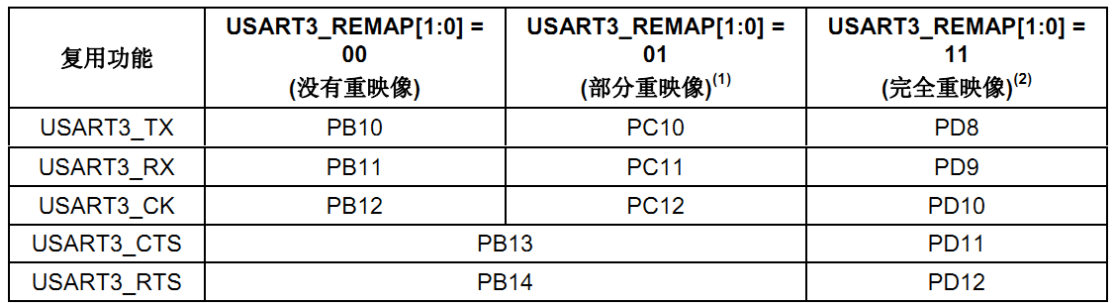 复用功能
USART3_REMAP[1:0] =
00
(没有重映像)
USART3_REMAP[1:0] =
01
(部分重映像)(1)
USART3_REMAP[1:0] =
11
(完全重映像)(2)
USART3_TX PB10 PC10 PD8
USART3_RX PB11 PC11 PD9
USART3_CK PB12 PC12 PD10
USART3_CTS PB13 PD11
USART3_RTS PB14 PD12